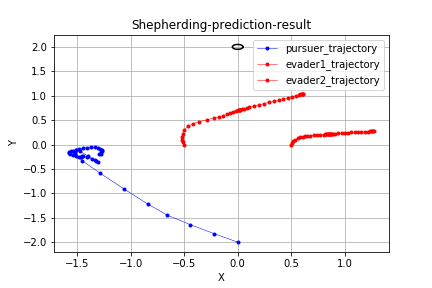 Shepherding-prediction-result
pursuer_trajectory
evader1_trajectory
evader2_trajectory
Y
2.0
1.5
1.0
0.5
0.0
−0.5
−1.0
−1.5
−2.0
−1.5
−1.0
−0.5
0.0
0.5
1.0
X